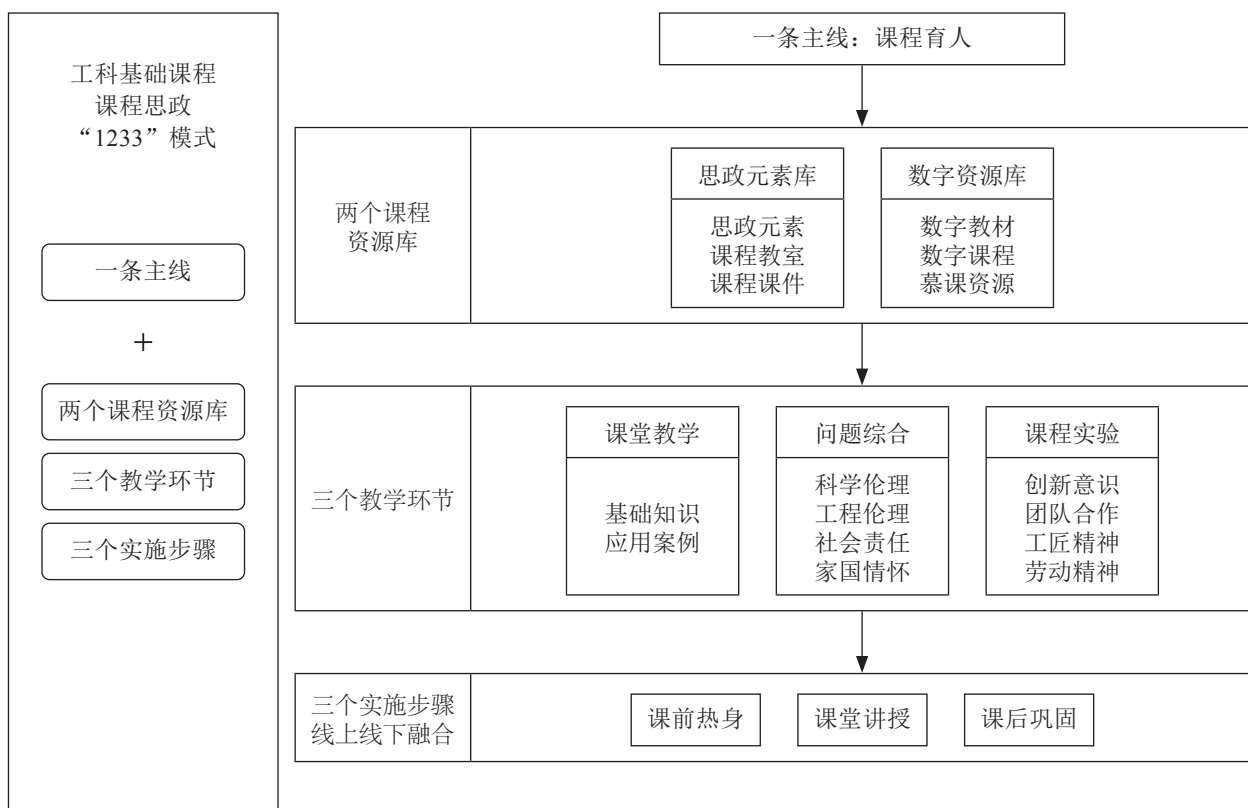 工科基础课程
课程思政
“1233”模式
一条主线
+
两个课程资源库
三个教学环节
三个实施步骤
一条主线：课程育人
两个课程
资源库
思政元素库
思政元素
课程教室
课程课件
数字资源库
数字教材
数字课程
慕课资源
三个教学环节
课堂教学
基础知识
应用案例
问题综合
科学伦理
工程伦理
社会责任
家国情怀
课程实验
创新意识
团队合作
工匠精神
劳动精神
三个实施步骤
线上线下融合
课前热身
课堂讲授
课后巩固